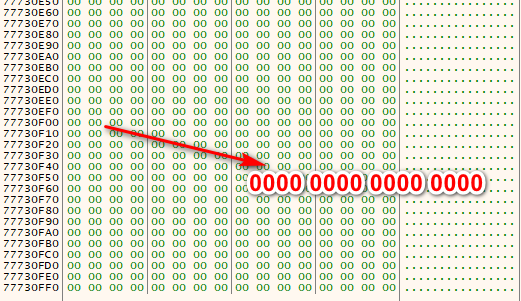 77730E50 00 00 00 00 00 00 00 00 00 00 00 00 00 00 00 00 ................
77730E60 00 00 00 00 00 00 00 00 00 00 00 00 00 00 00 00 ................
77730E70 00 00 00 00 00 00 00 00 00 00 00 00 00 00 00 00 ................
77730E80 00 00 00 00 00 00 00 00 00 00 00 00 00 00 00 00 ................
77730E90 00 00 00 00 00 00 00 00 00 00 00 00 00 00 00 00 ................
77730EA0 00 00 00 00 00 00 00 00 00 00 00 00 00 00 00 00 ................
77730EB0 00 00 00 00 00 00 00 00 00 00 00 00 00 00 00 00 ................
77730EC0 00 00 00 00 00 00 00 00 00 00 00 00 00 00 00 00 ................
77730ED0 00 00 00 00 00 00 00 00 00 00 00 00 00 00 00 00 ................
77730EE0 00 00 00 00 00 00 00 00 00 00 00 00 00 00 00 00 ................
77730EF0 00 00 00 00 00 00 00 00 00 00 00 00 00 00 00 00 ................
77730F00 00 00 00 00 00 00 00 00 00 00 00 00 00 00 00 00 ................
77730F10 00 00 00 00 00 00 00 00 00 00 00 00 00 00 00 00 ................
77730F20 00 00 00 00 00 00 00 00 00 00 00 00 00 00 00 00 ................
77730F30 00 00 00 00 00 00 00 00 00 00 00 00 00 00 00 00 ................
77730F40 00 00 00 00 00 00 00 00 00 00 00 00 00 00 00 00 ................
77730F50 00 00 00 00 00 00 00 00
0000 0000 0000 0000
77730F60 00 00 00 00 00 00 00 00
77730F70 00 00 00 00 00 00 00 00 00 00 00 00 00 00 00 00 ................
77730F80 00 00 00 00 00 00 00 00 00 00 00 00 00 00 00 00 ................
77730F90 00 00 00 00 00 00 00 00 00 00 00 00 00 00 00 00 ................
77730FA0 00 00 00 00 00 00 00 00 00 00 00 00 00 00 00 00 ................
77730FB0 00 00 00 00 00 00 00 00 00 00 00 00 00 00 00 00 ................
77730FC0 00 00 00 00 00 00 00 00 00 00 00 00 00 00 00 00 ................
77730FD0 00 00 00 00 00 00 00 00 00 00 00 00 00 00 00 00 ................
77730FE0 00 00 00 00 00 00 00 00 00 00 00 00 00 00 00 00 ................
77730FF0 00 00 00 00 00 00 00 00 00 00 00 00 00 00 00 00 ................